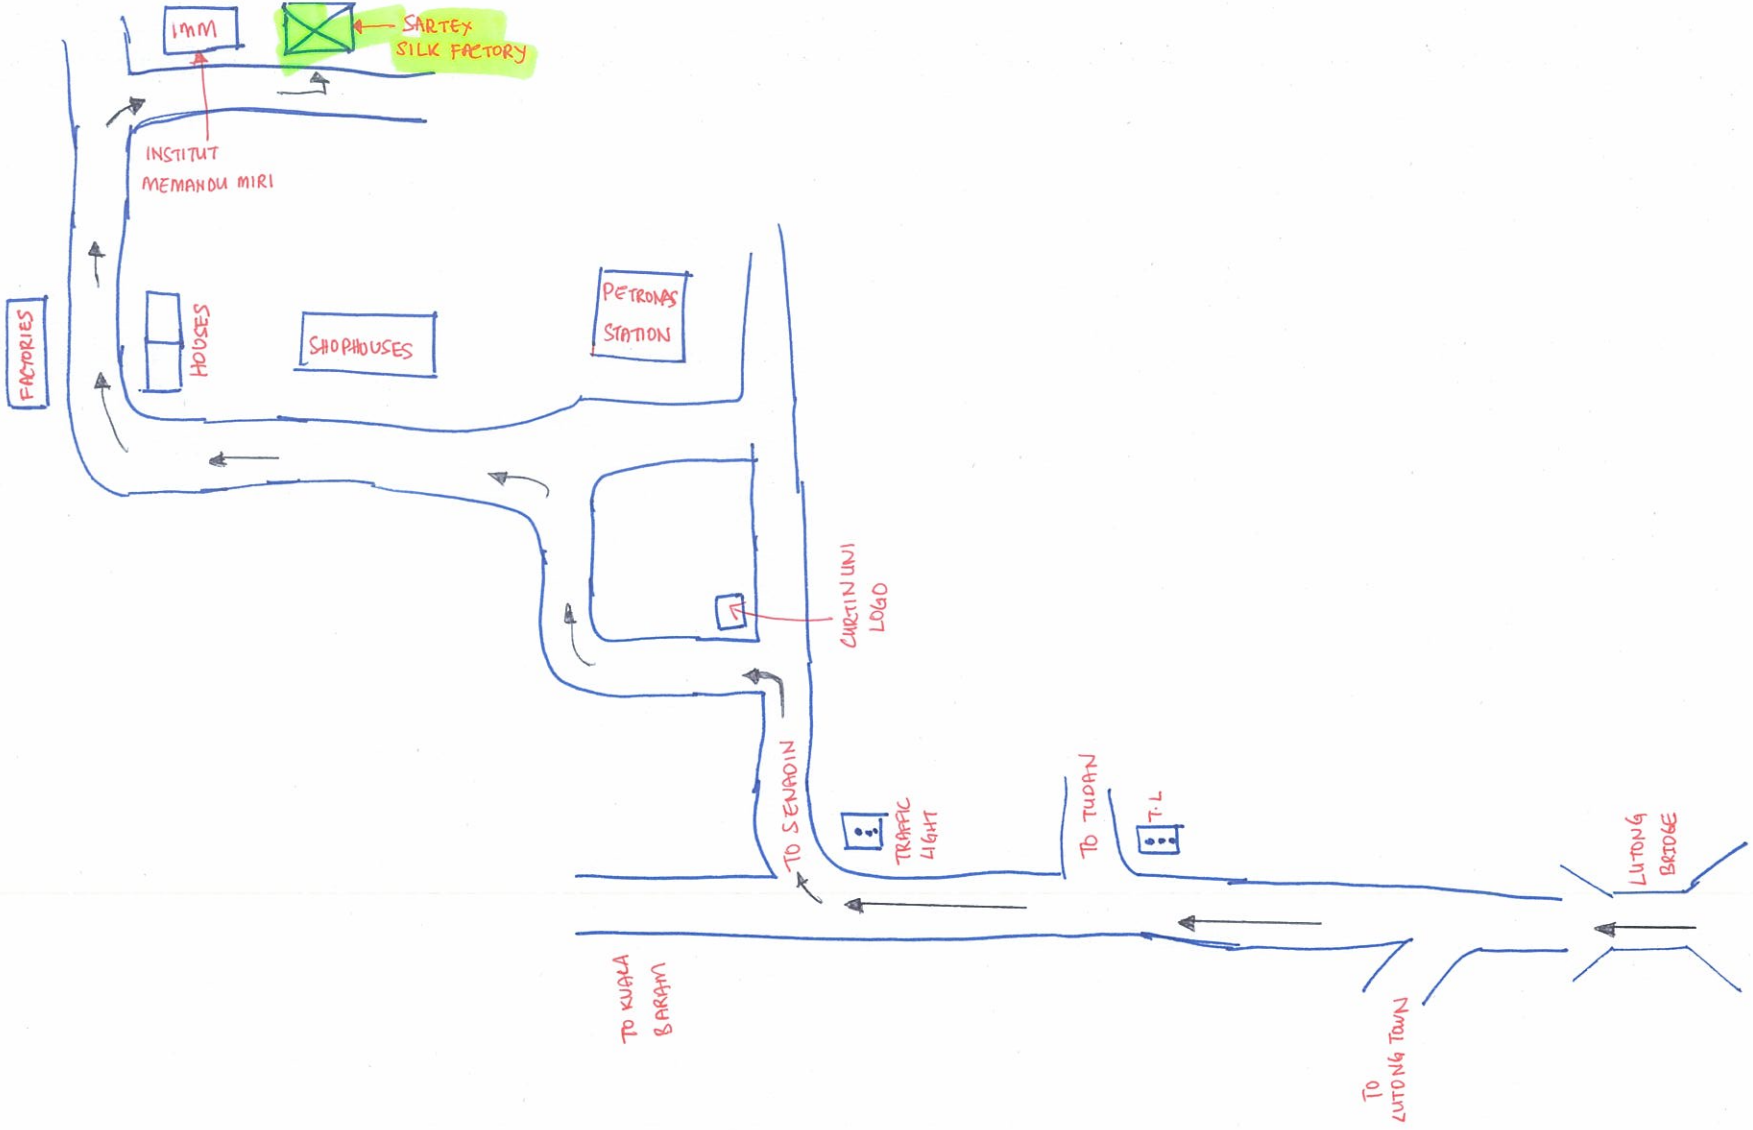 IMM
SARTEX
SILK FACTORY
INSTITUT
MEMANDU MIRI
FACTORIES
HOUSES
SHOPHOUSES
PETRONAS
STATION
CURTIN UNI
LOGO
TO SENADIN
TRAFFIC
LIGHT
TO TUDAN
T.L
LUTONG
BRIDGE
TO KUALA
BARAM
TO
LUTONG TOWN